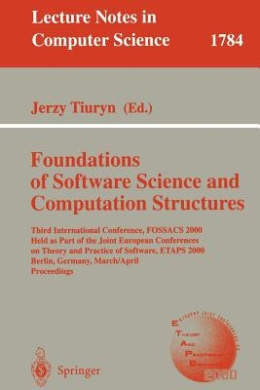 Lecture Notes in
Computer Science
1784
Jerzy Tiuryn (Ed.)
Foundations
of Software Science and
Computation Structures
Third International Conference, FOSSACS 2000
Held as Part of the Joint European Conferences
on Theory and Practice of Software, ETAPS 2000
Berlin, Germany, March/April
Proceedings
Springer